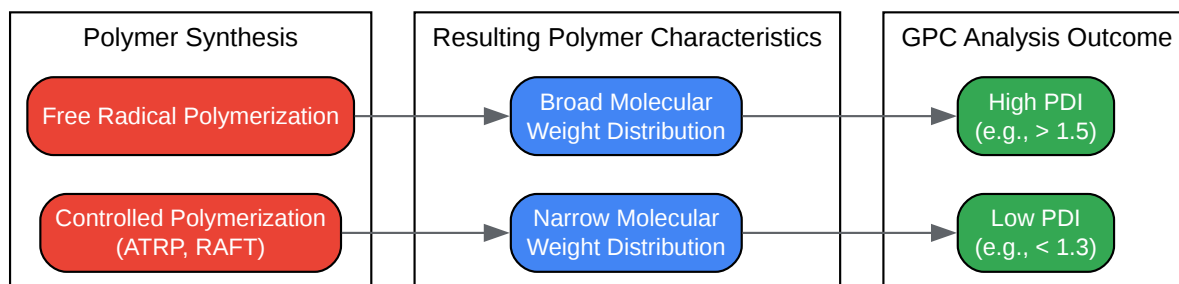 Polymer Synthesis
Resulting Polymer Characteristics
GPC Analysis Outcome
Free Radical Polymerization
Broad Molecular
Weight Distribution
High PDI
(e.g., > 1.5)
Controlled Polymerization
(ATRP, RAFT)
Narrow Molecular
Weight Distribution
Low PDI
(e.g., < 1.3)